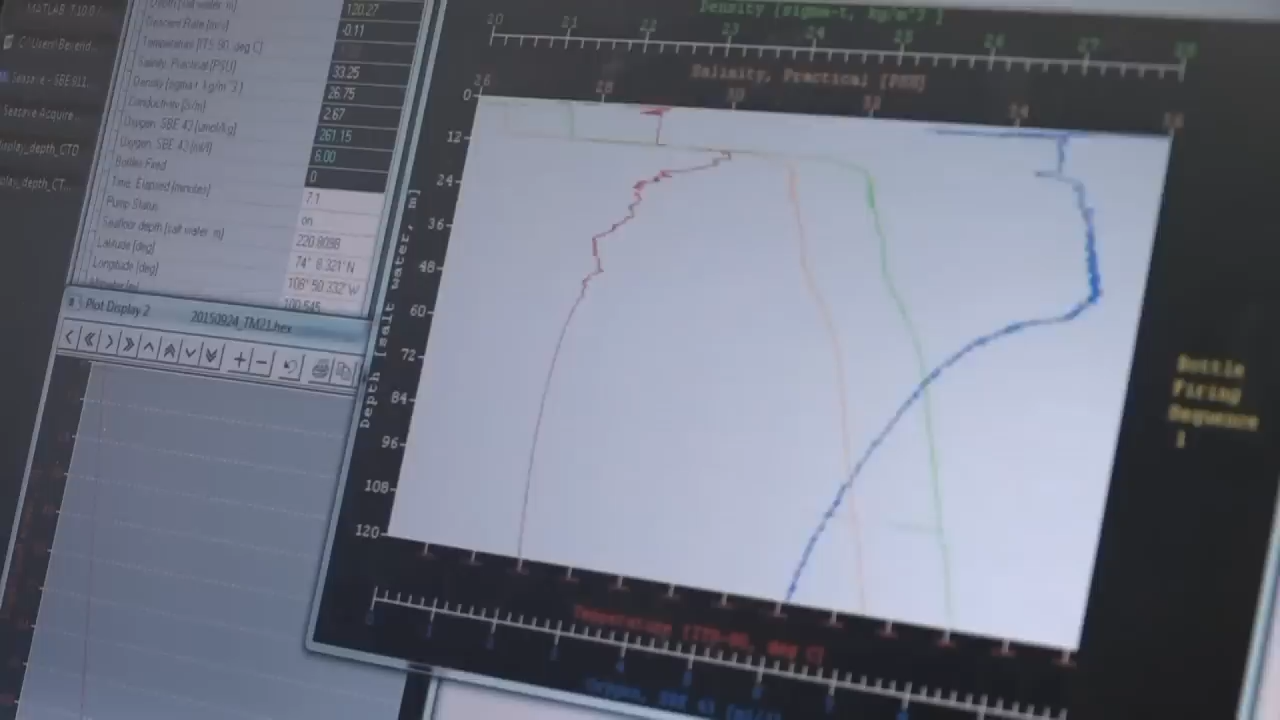 MATLAB 7.10.0
C:\Users\Berend...
Seasave - SBE 911...
Seasave Acquire...
display_depth_CTD
display_depth_CT...
Depth [salt water, m]
Descent Rate [m/s]
Temperature [ITS-90, deg C]
Salinity, Practical [PSU]
Density [sigma-t, kg/m^3 ]
Conductivity [S/m]
Oxygen, SBE 43 [umol/kg]
Oxygen, SBE 43 [ml/l]
Bottles Fired
Time, Elapsed [minutes]
Pump Status
Seafloor depth [salt water, m]
Latitude [deg]
Longitude [deg]
120.27
-0.11
33.25
26.75
2.67
261.15
6.00
0
7.1
on
220.8098
74° 8.321' N
108° 50.332' W
100.545
Plot Display 2 20150924_TM21.hex
Density [sigma-t, kg/m^3 ]
20 21 22 23 24 25 26 27 28
Salinity, Practical [PSU]
26 28 30 32 34 36
Depth [salt water, m]
0
12
24
36
48
60
72
84
96
108
120
Temperature [ITS-90, deg C]
Oxygen, SBE 43 [ml/l]
Bottle
Firing
Sequence
1